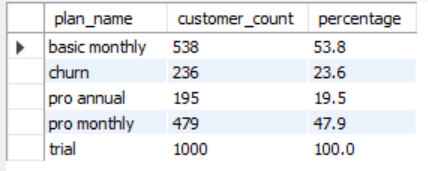 plan_name customer_count percentage
basic monthly 538 53.8
churn 236 23.6
pro annual 195 19.5
pro monthly 479 47.9
trial 1000 100.0